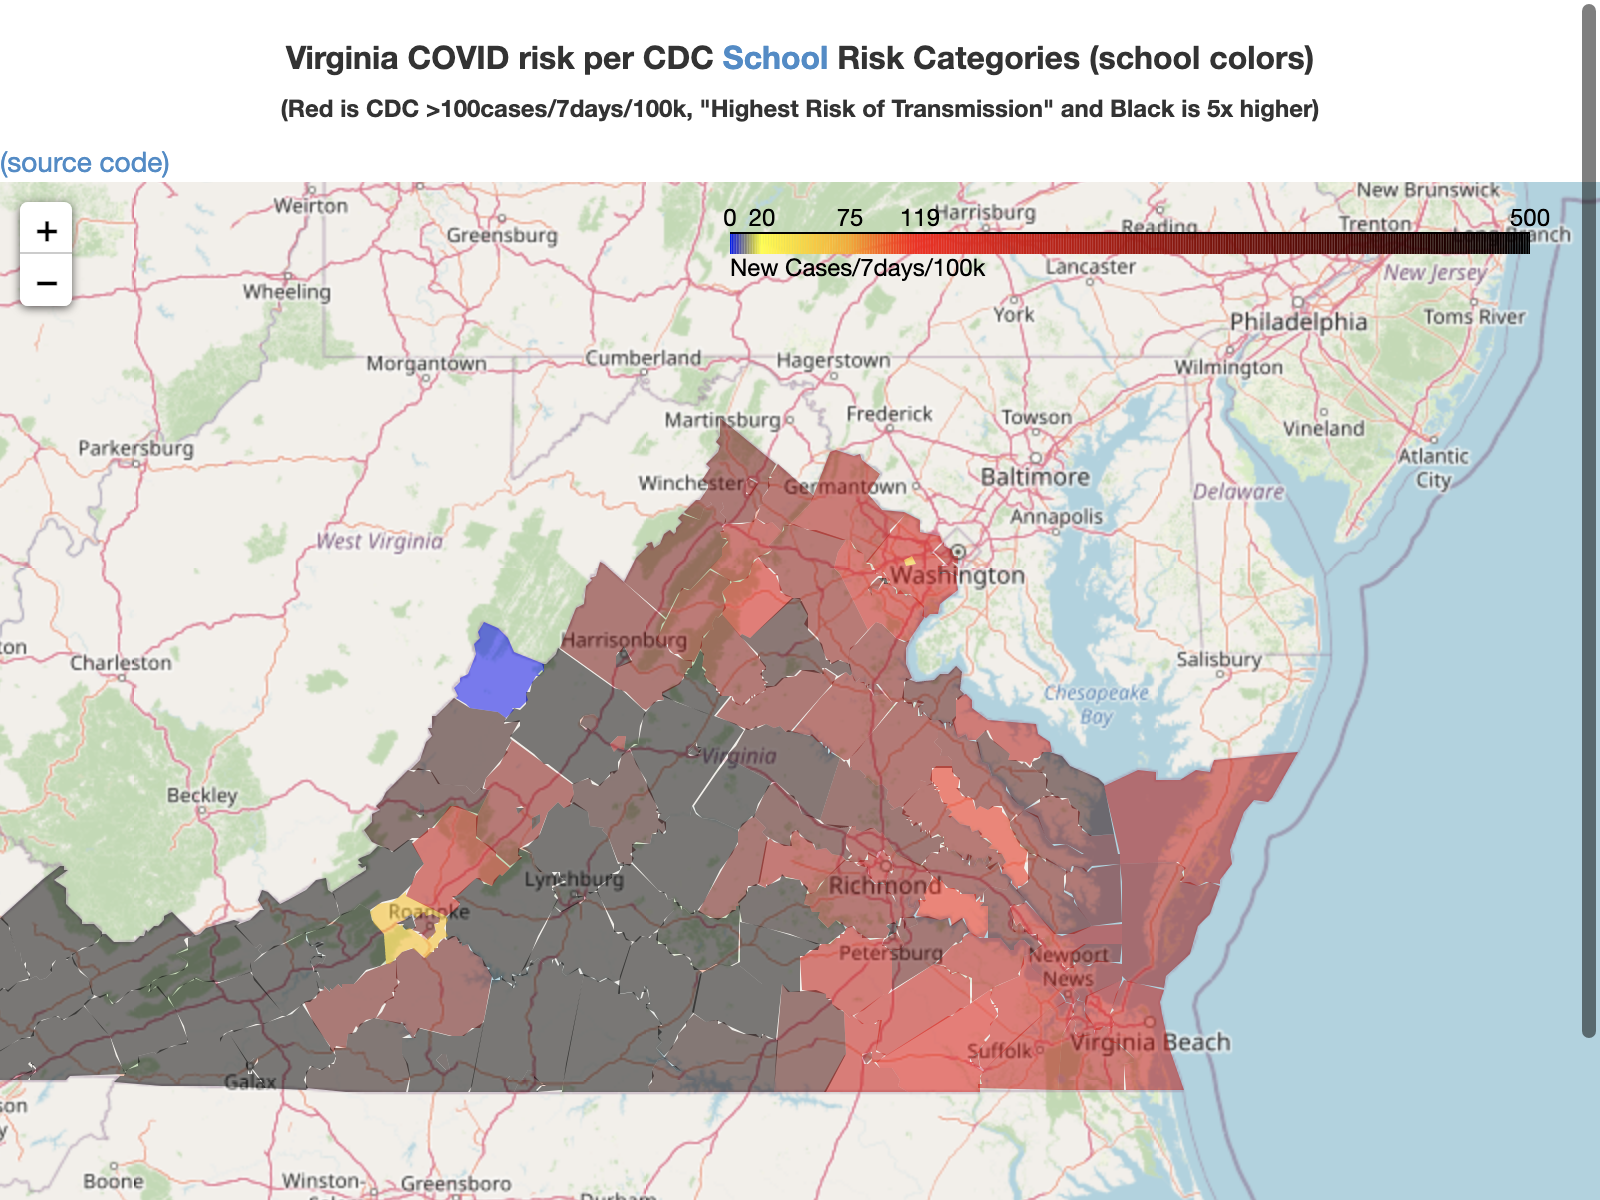 Virginia COVID risk per CDC School Risk Categories (school colors)
(Red is CDC >100cases/7days/100k, "Highest Risk of Transmission" and Black is 5x higher)
(source code)
+
−
0 20 75 119 500
New Cases/7days/100k
New Brunswick
Weirton
Harrisburg
Reading
Trenton
Greensburg
Lancaster
New Jersey
Wheeling
York
Philadelphia
Toms River
Morgantown
Cumberland
Hagerstown
Wilmington
Martinsburg
Frederick
Towson
Vineland
Parkersburg
Atlantic
City
Winchester
Germantown
Baltimore
Delaware
Annapolis
West Virginia
Washington
Harrisonburg
Charleston
Salisbury
Chesapeake
Bay
Virginia
Beckley
Lynchburg
Richmond
Roanoke
Petersburg
Newport
News
Suffolk
Virginia Beach
Galax
son
y
Boone
Winston-
Greensboro
Durham